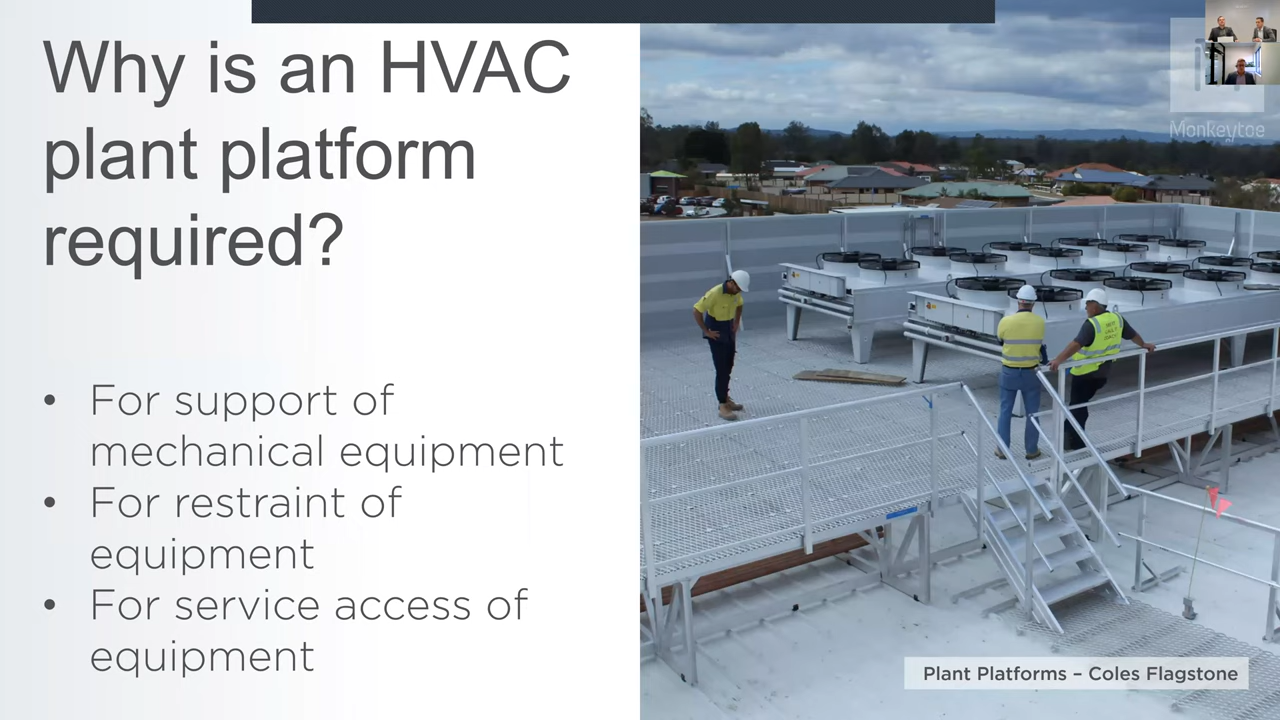 Why is an HVAC
plant platform
required?
• For support of
mechanical equipment
• For restraint of
equipment
• For service access of
equipment
Monkeytoe
Plant Platforms – Coles Flagstone